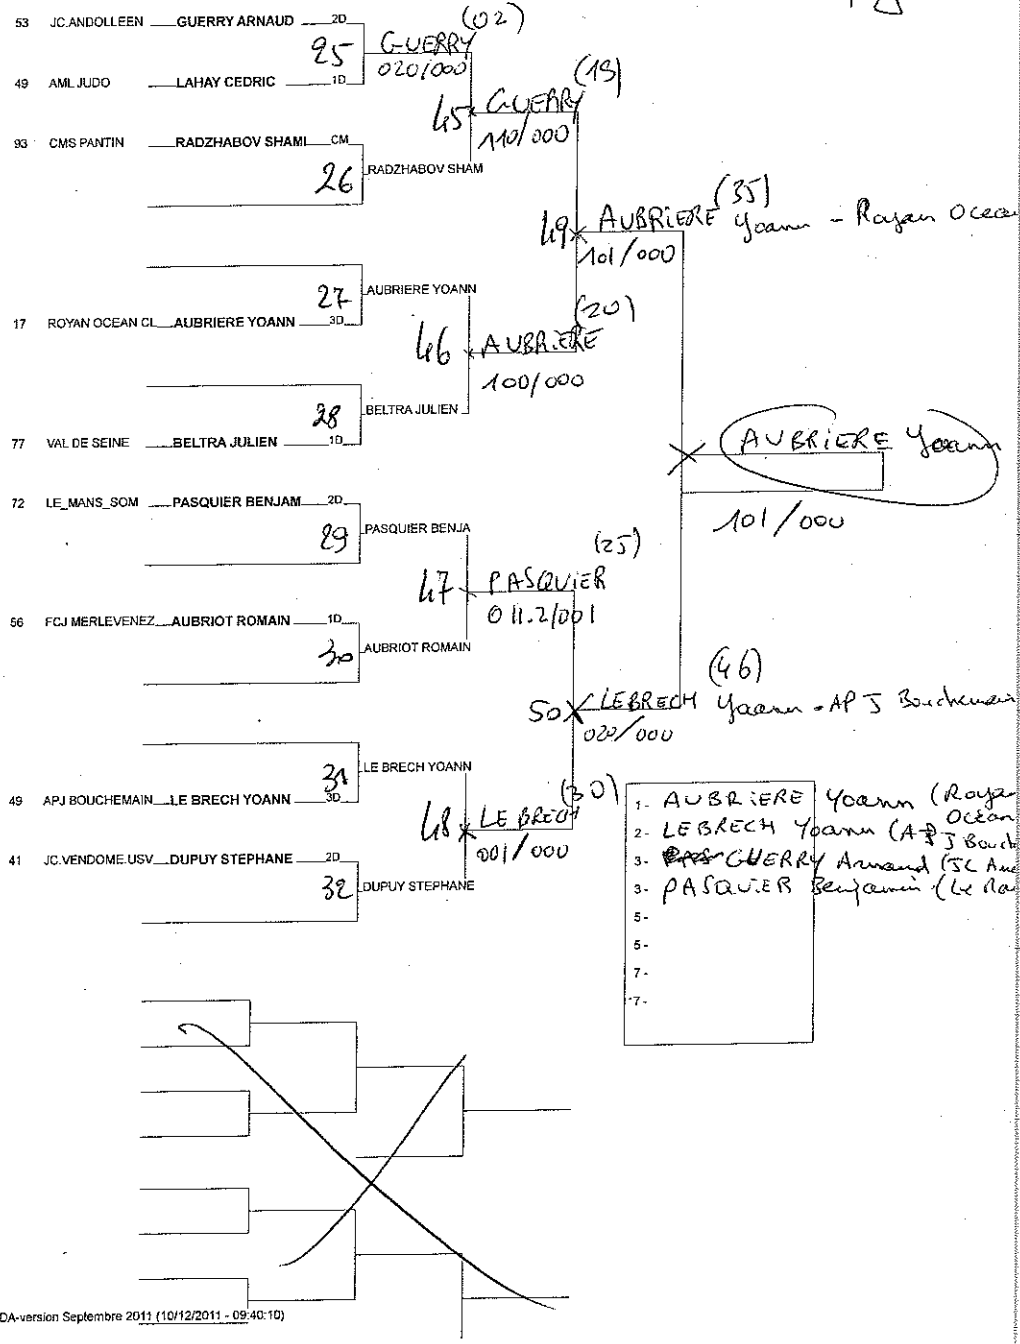 (02)
53 JC.ANDOLLEEN GUERRY ARNAUD 2D
25 GUERRY
020/000
(19)
49 AML JUDO LAHAY CEDRIC 1D
45 GUERRY
110/000
93 CMS PANTIN RADZHABOV SHAMI CM
26 RADZHABOV SHAM
(35)
49 AUBRIERE Yoann - Royan Ocean
101/000
27 AUBRIERE YOANN
(20)
17 ROYAN OCEAN CL AUBRIERE YOANN 3D
46 AUBRIERE
100/000
28 BELTRA JULIEN
77 VAL DE SEINE BELTRA JULIEN 1D
AUBRIERE Yoann
101/000
72 LE_MANS_SOM PASQUIER BENJAM 2D
29 PASQUIER BENJA
(25)
47 PASQUIER
011.2/001
56 FCJ MERLEVENEZ AUBRIOT ROMAIN 1D
30 AUBRIOT ROMAIN
(46)
50 LEBRECH Yoann - APJ Bouchemain
020/000
31 LE BRECH YOANN
(30)
49 APJ BOUCHEMAIN LE BRECH YOANN 3D
48 LE BRECH
001/000
41 JC.VENDOME.USV DUPUY STEPHANE 2D
32 DUPUY STEPHANE
1- AUBRIERE Yoann (Royan
Océan
2- LEBRECH Yoann (APJ Bouch
3- GUERRY Arnaud (JC An
3- PASQUIER Benjamin (Le
5-
5-
7-
7-
DA-version Septembre 2011 (10/12/2011 - 09:40:10)